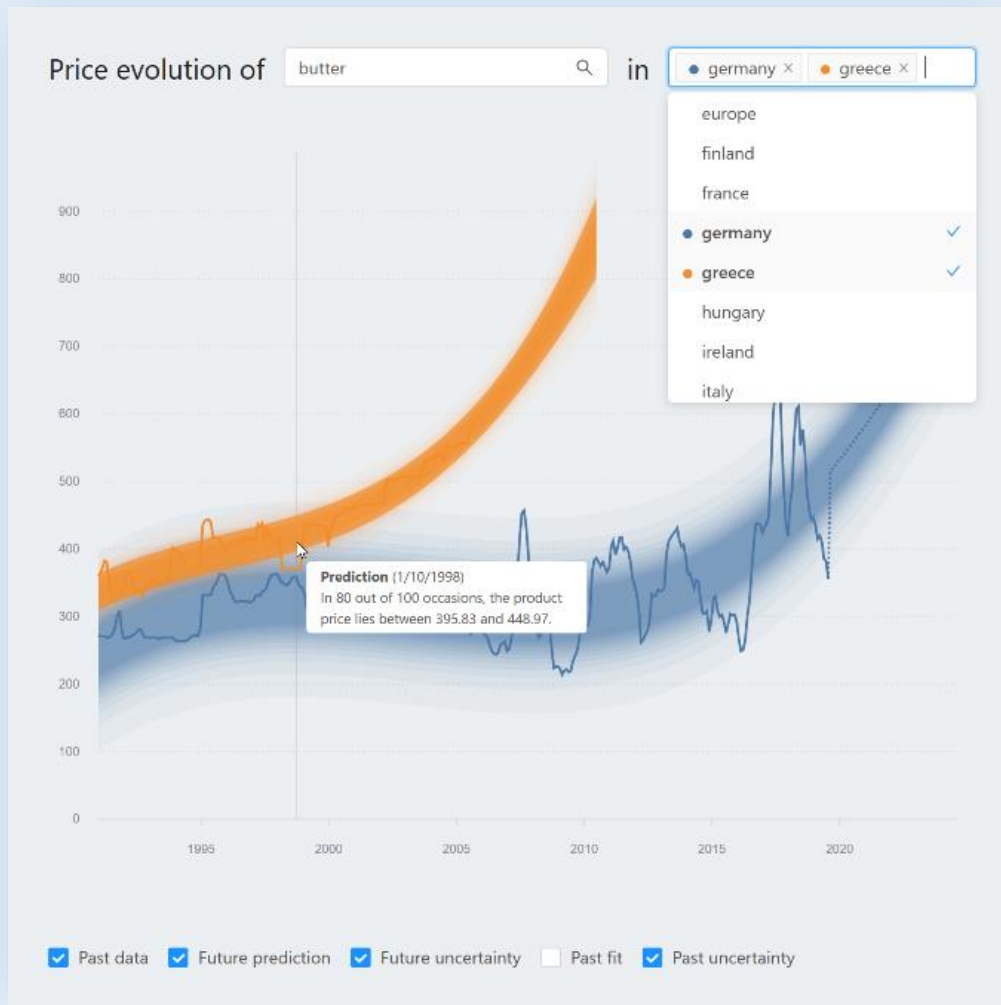 Price evolution of butter in germany × greece ×
europe
finland
france
germany
greece
hungary
ireland
italy
900
800
700
600
500
400
300
200
100
0
Prediction (1/10/1998)
In 80 out of 100 occasions, the product
price lies between 395.83 and 448.97.
1995 2000 2005 2010 2015 2020
Past data Future prediction Future uncertainty Past fit Past uncertainty